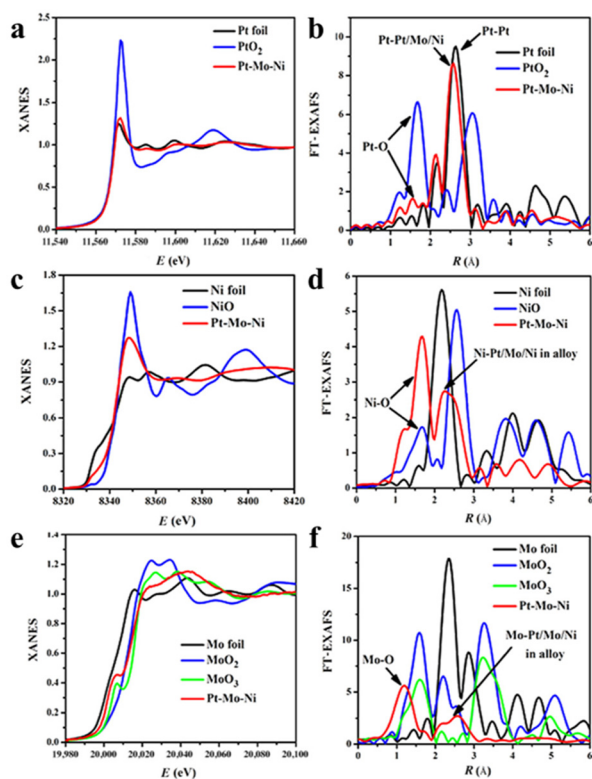 a
XANES
2.5
2.0
1.5
1.0
0.5
0.0
Pt foil
PtO2
Pt-Mo-Ni
11,540 11,560 11,580 11,600 11,620 11,640 11,660
E (eV)
b
FT-EXAFS
10
8
6
4
2
0
Pt-Pt/Mo/Ni
Pt-Pt
Pt foil
PtO2
Pt-Mo-Ni
Pt-O
0 1 2 3 4 5 6
R (Å)
c
XANES
1.8
1.2
0.6
0.0
Ni foil
NiO
Pt-Mo-Ni
8320 8340 8360 8380 8400 8420
E (eV)
d
FT-EXAFS
6
5
4
3
2
1
0
Ni foil
NiO
Pt-Mo-Ni
Ni-Pt/Mo/Ni in alloy
Ni-O
0 1 2 3 4 5 6
R (Å)
e
XANES
1.4
1.2
1.0
0.8
0.6
0.4
0.2
0.0
Mo foil
MoO2
MoO3
Pt-Mo-Ni
19,980 20,000 20,020 20,040 20,060 20,080 20,100
E (eV)
f
FT-EXAFS
20
15
10
5
0
Mo foil
MoO2
MoO3
Pt-Mo-Ni
Mo-Pt/Mo/Ni
in alloy
Mo-O
0 1 2 3 4 5 6
R (Å)